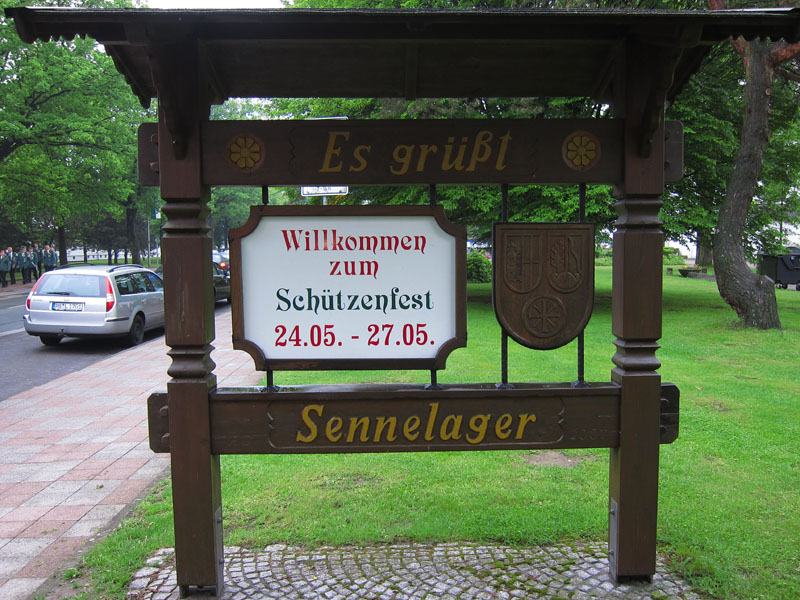 Es grüßt
Willkommen
zum
Schützenfest
24.05. - 27.05.
Sennelager